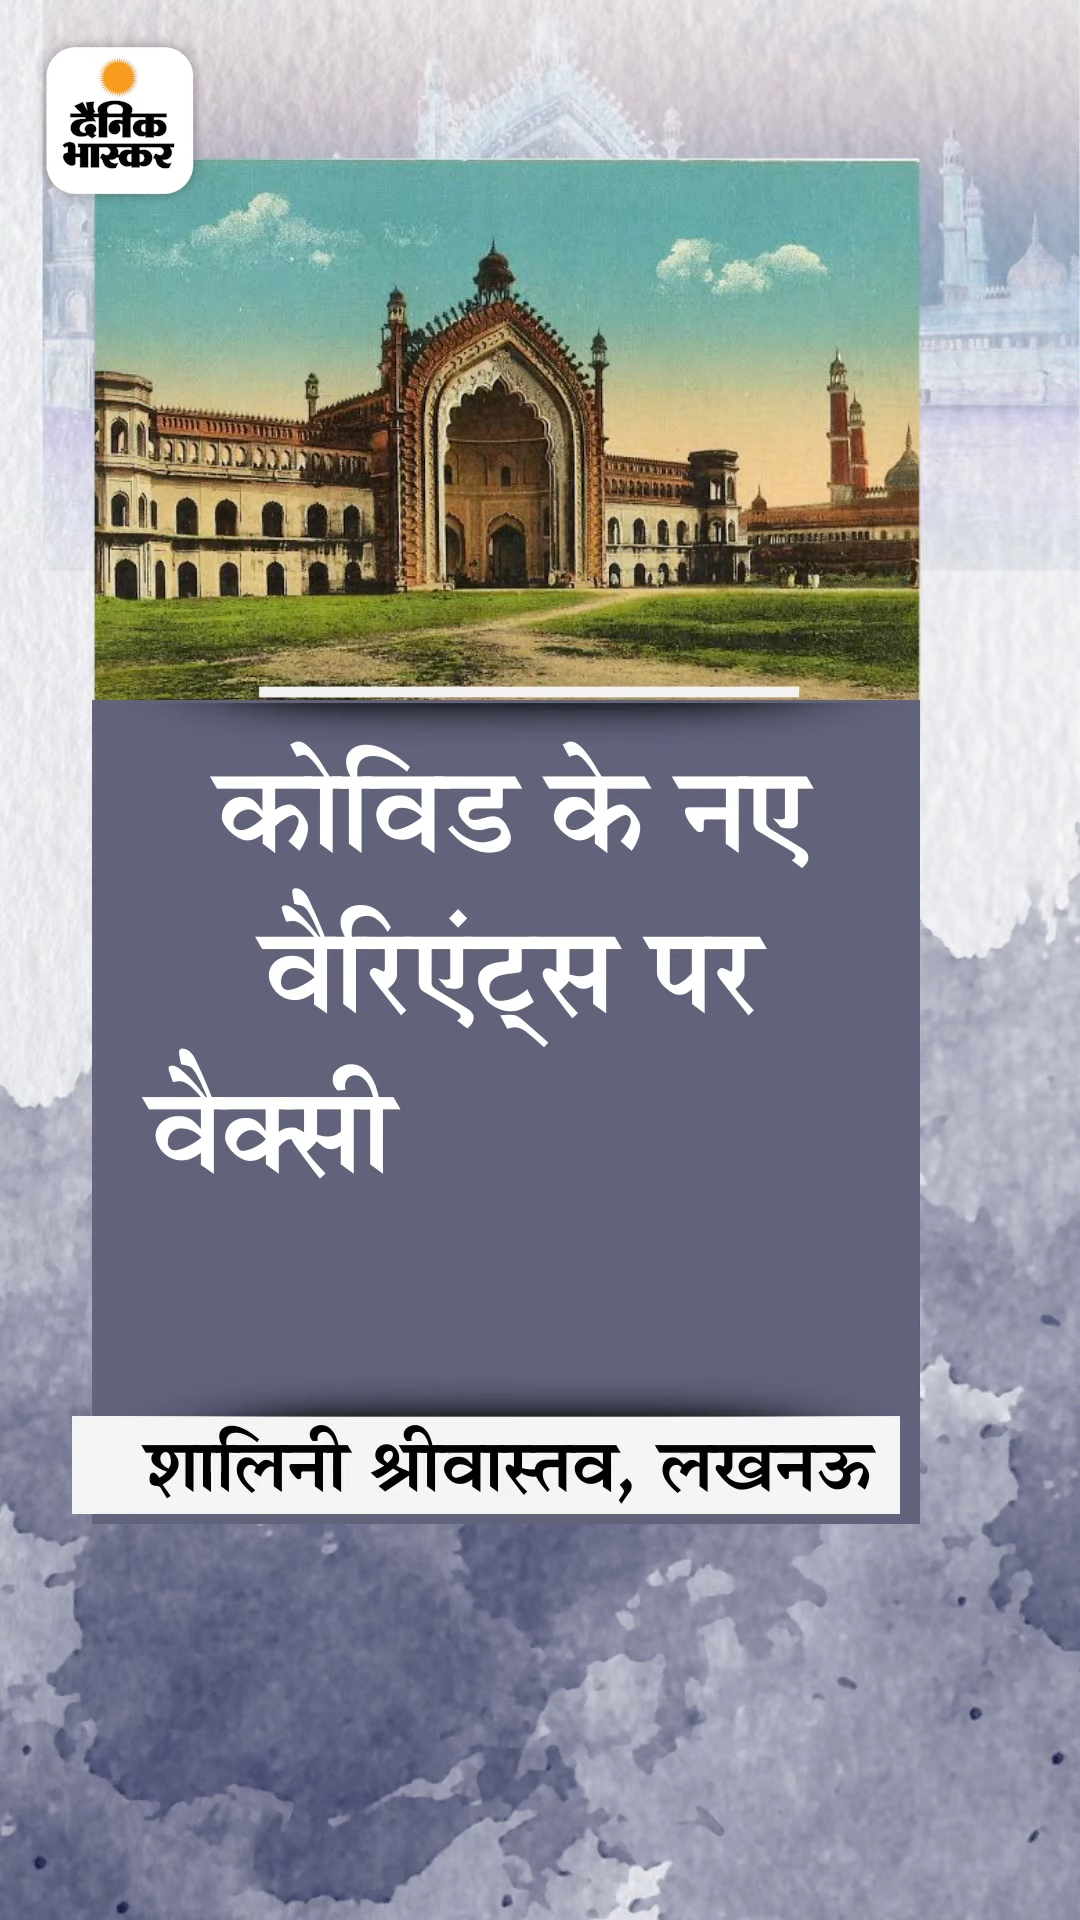 दैनिक
भास्कर
कोविड के नए
वैरिएंट्स पर
वैक्सी
शालिनी श्रीवास्तव, लखनऊ